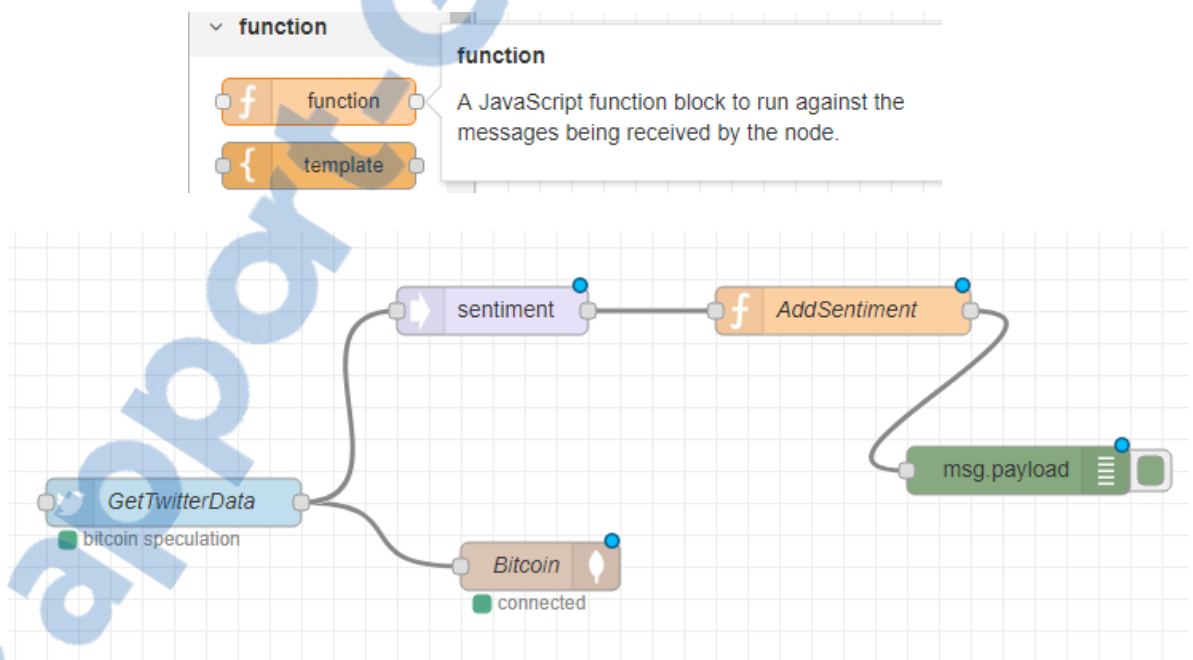 function
function
function
A JavaScript function block to run against the
messages being received by the node.
template
sentiment
AddSentiment
msg.payload
GetTwitterData
bitcoin speculation
Bitcoin
connected